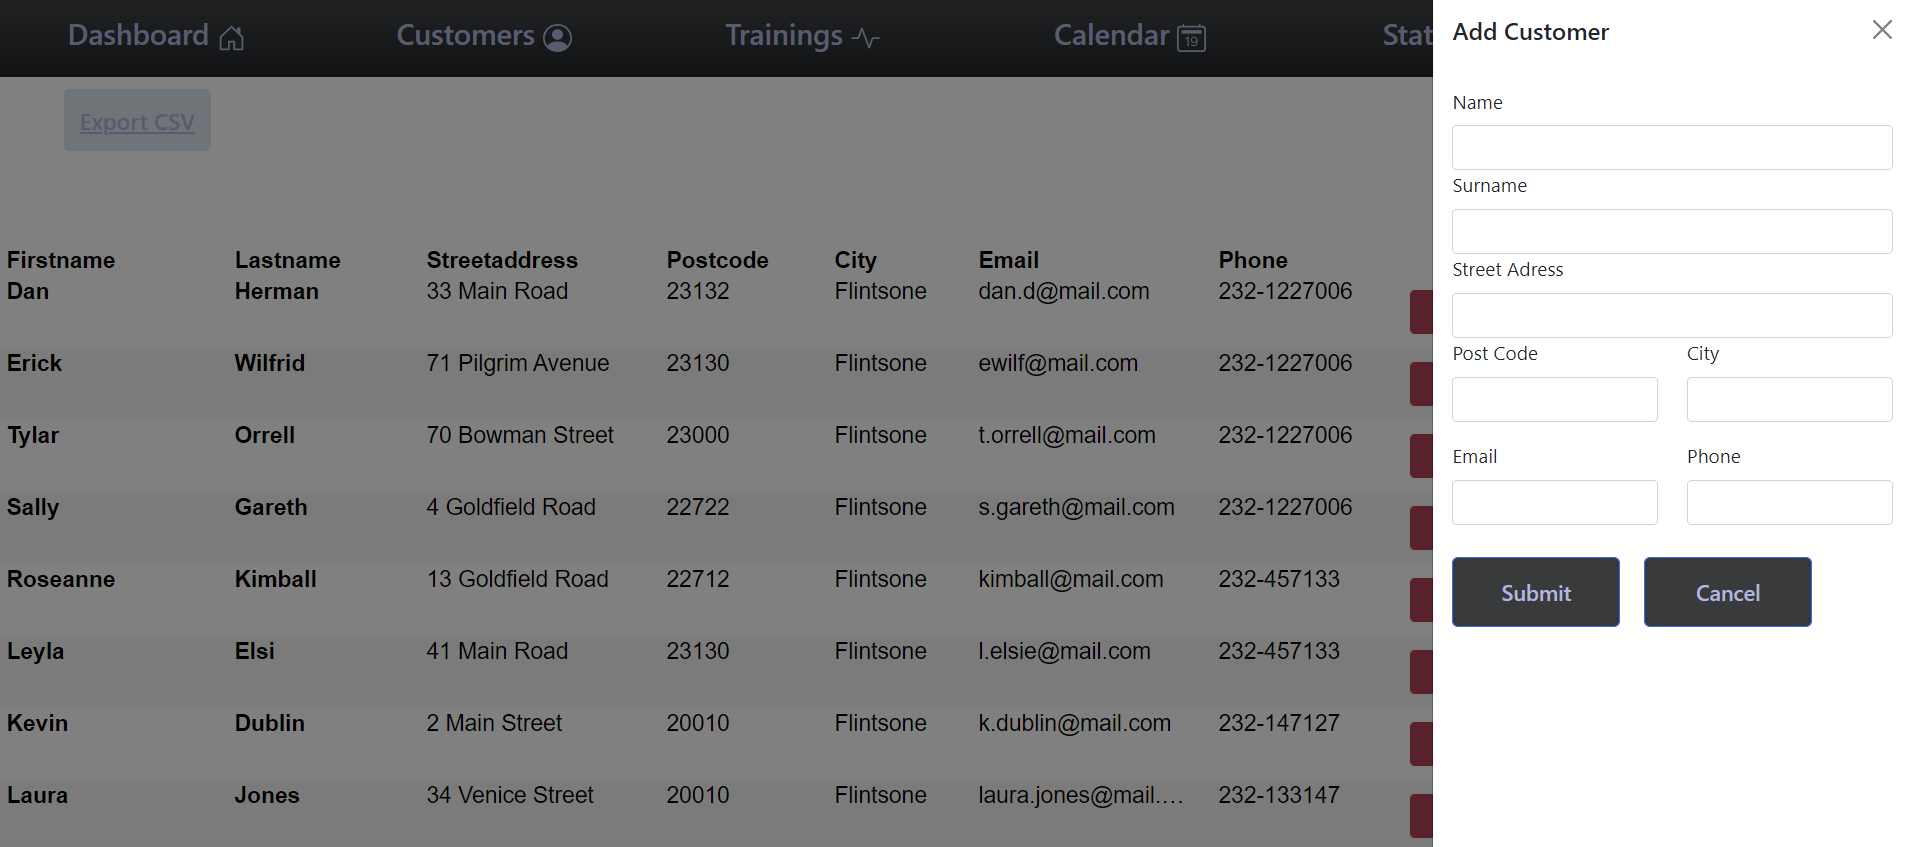 Dashboard Customers Trainings Calendar 19 Stat
Export CSV
Firstname Lastname Streetaddress Postcode City Email Phone
Dan Herman 33 Main Road 23132 Flintsone dan.d@mail.com 232-1227006
Erick Wilfrid 71 Pilgrim Avenue 23130 Flintsone ewilf@mail.com 232-1227006
Tylar Orrell 70 Bowman Street 23000 Flintsone t.orrell@mail.com 232-1227006
Sally Gareth 4 Goldfield Road 22722 Flintsone s.gareth@mail.com 232-1227006
Roseanne Kimball 13 Goldfield Road 22712 Flintsone kimball@mail.com 232-457133
Leyla Elsi 41 Main Road 23130 Flintsone l.elsie@mail.com 232-457133
Kevin Dublin 2 Main Street 20010 Flintsone k.dublin@mail.com 232-147127
Laura Jones 34 Venice Street 20010 Flintsone laura.jones@mail.... 232-133147
Add Customer
Name
Surname
Street Adress
Post Code City
Email Phone
Submit Cancel